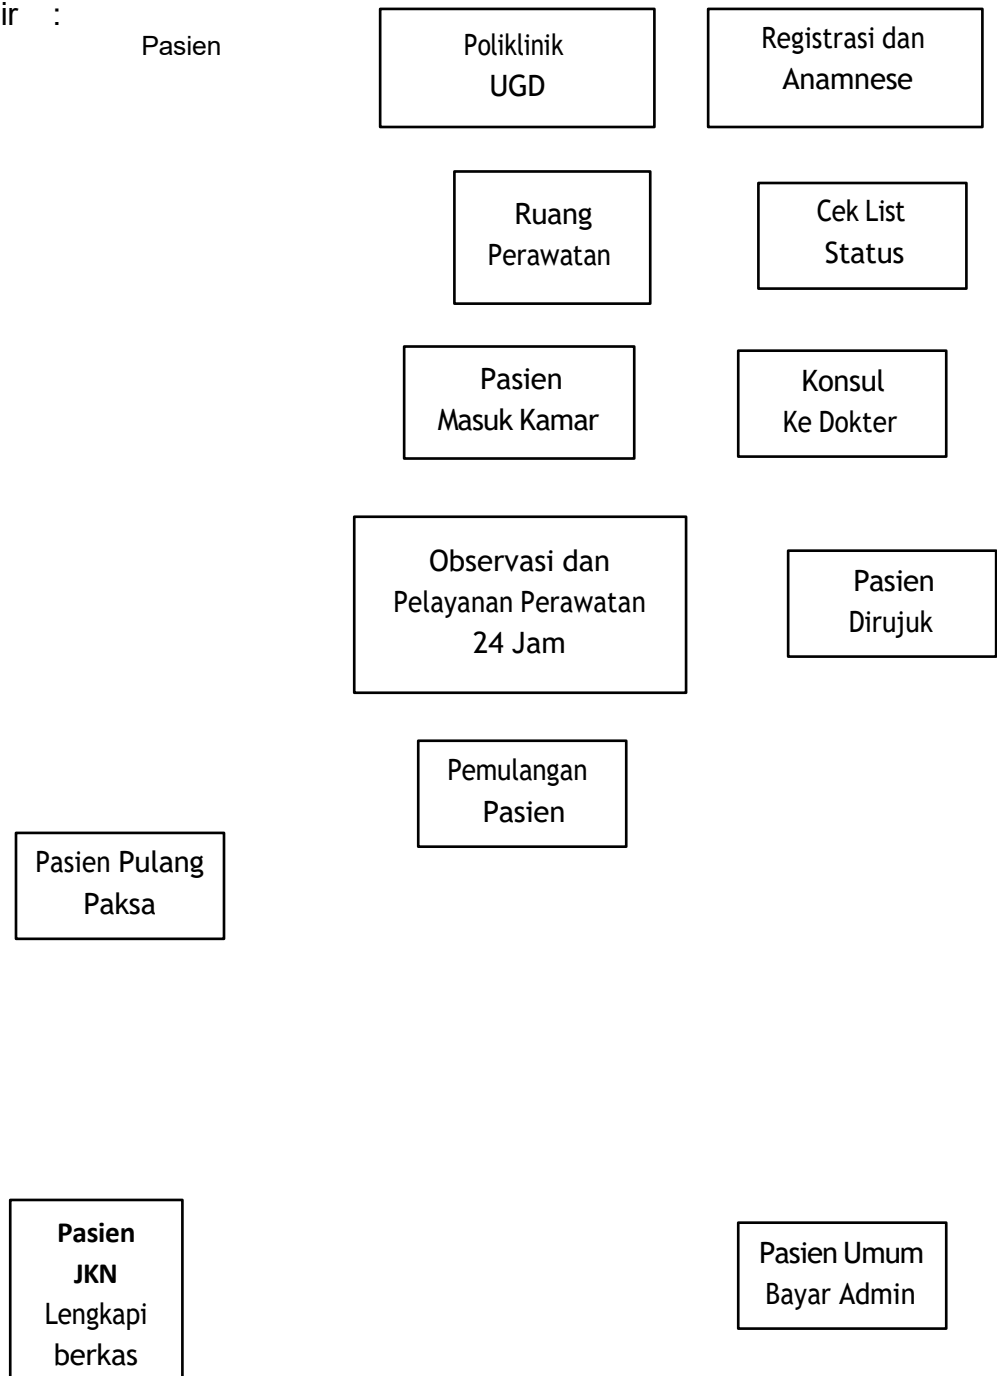 ir :
Pasien
Poliklinik
UGD
Registrasi dan
Anamnese
Ruang
Perawatan
Cek List
Status
Pasien
Masuk Kamar
Konsul
Ke Dokter
Observasi dan
Pelayanan Perawatan
24 Jam
Pasien
Dirujuk
Pemulangan
Pasien
Pasien Pulang
Paksa
Pasien
JKN
Lengkapi
berkas
Pasien Umum
Bayar Admin